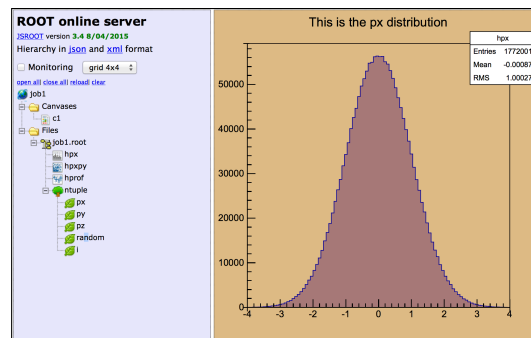 ROOT online server
JSROOT version 3.4 8/04/2015
Hierarchy in json and xml format
Monitoring grid 4x4
open all| close all| reload| clear
job1
Canvases
c1
Files
job1.root
hpx
hpxpy
hprof
ntuple
px
py
pz
random
i
This is the px distribution
hpx
Entries 1772001
Mean -0.00087
RMS 1.00027
50000
40000
30000
20000
10000
0
-4 -3 -2 -1 0 1 2 3 4